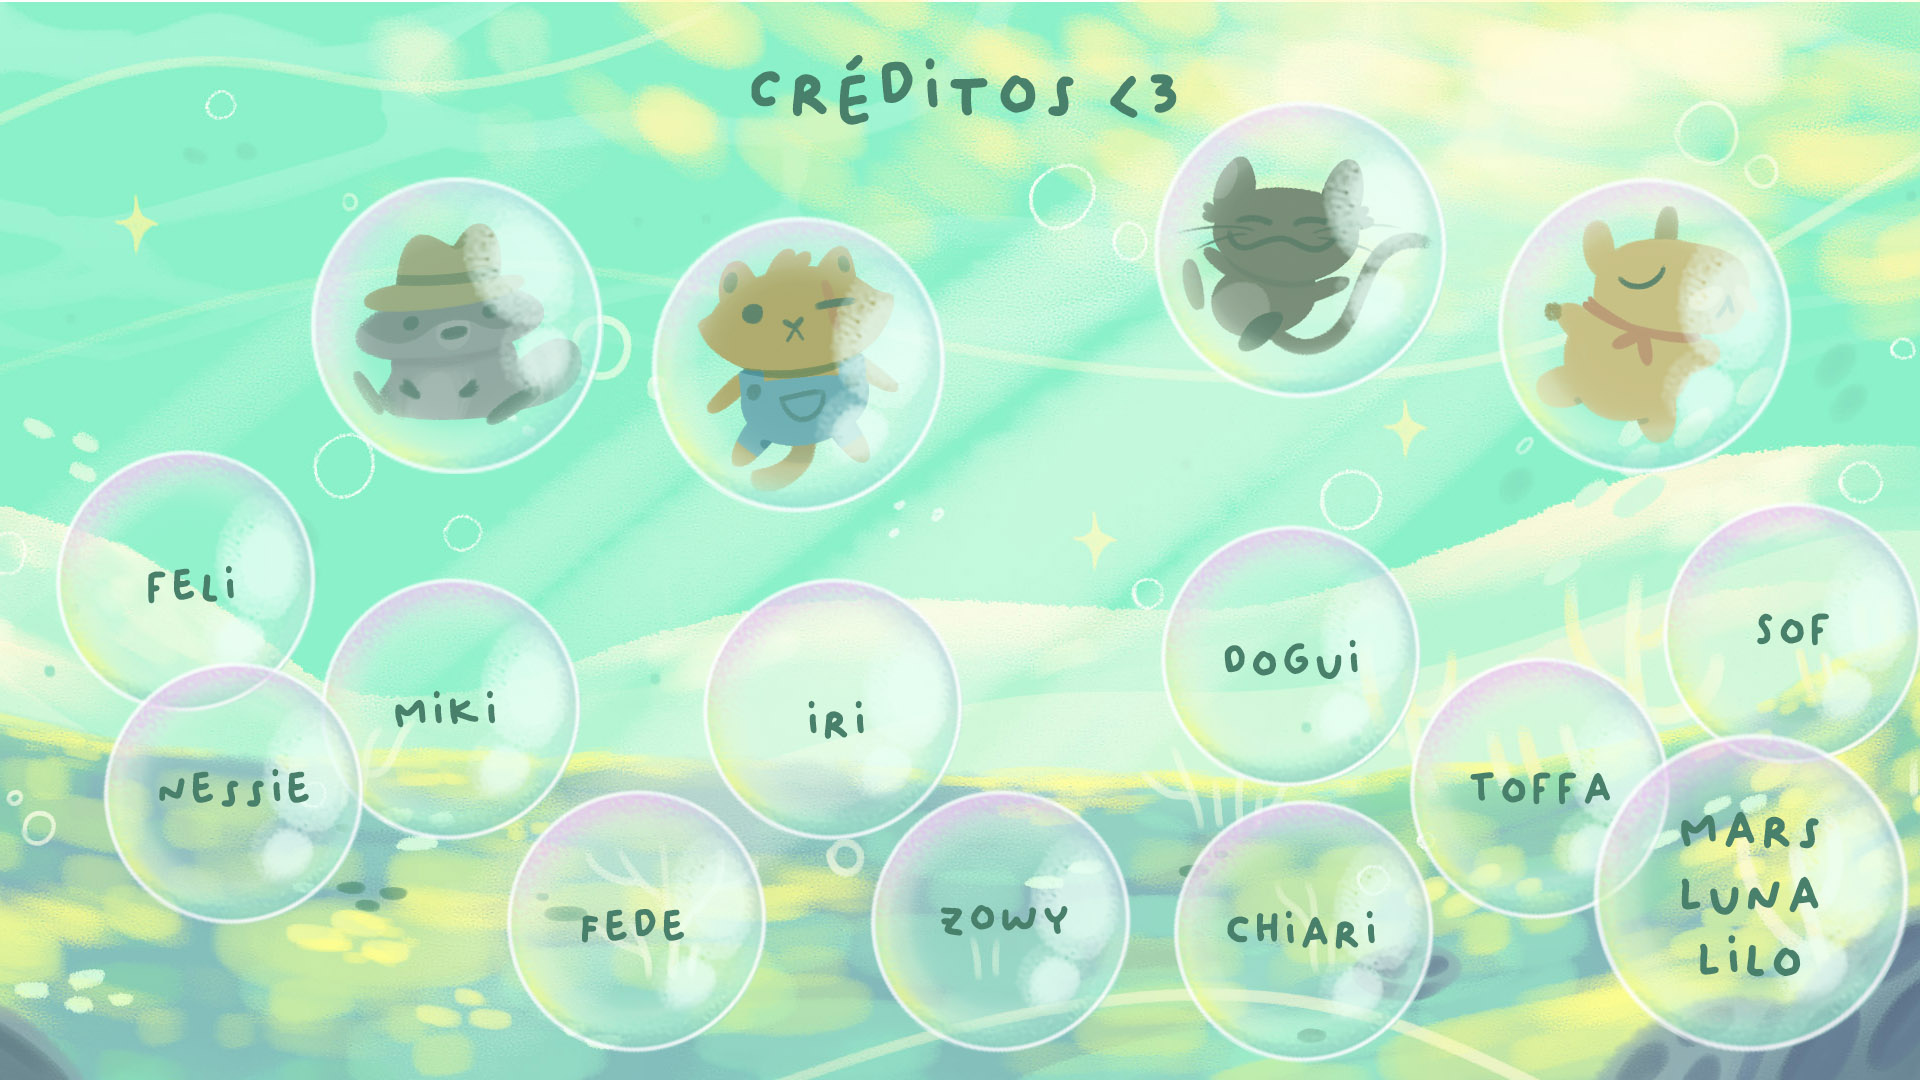 CRÉDITOS <3
FELI
NESSIE
MIKI
FEDE
IRI
ZOWY
DOGUI
CHIARI
TOFFA
SOF
MARS
LUNA
LILO